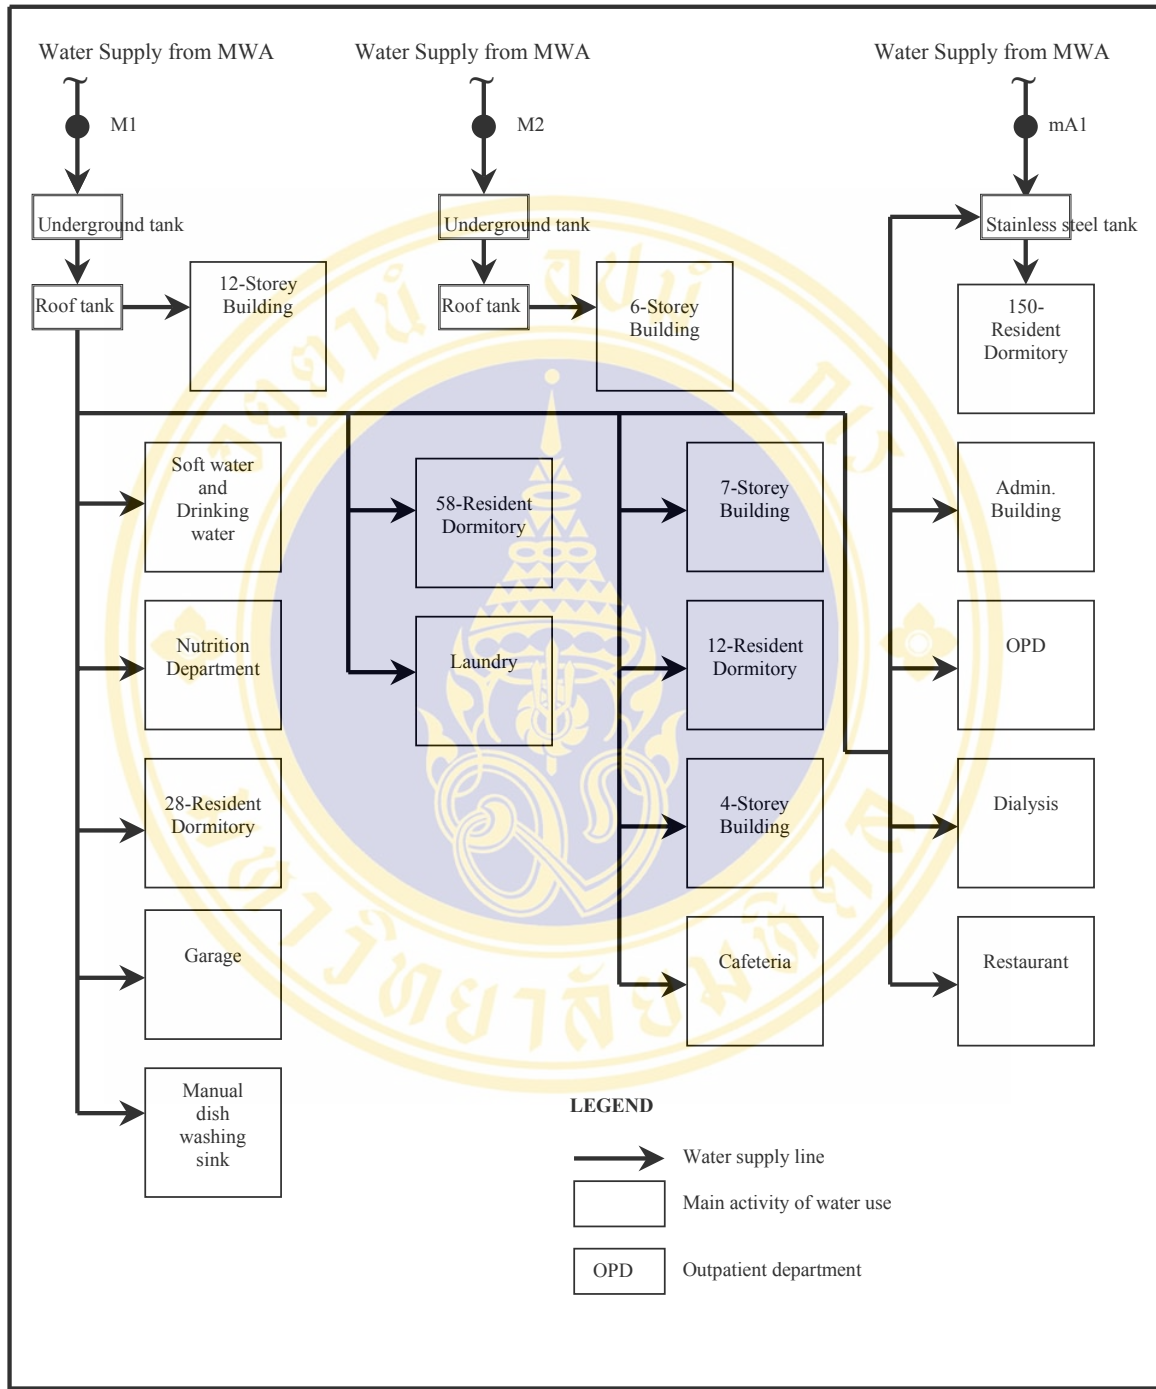 Water Supply from MWA
Water Supply from MWA
Water Supply from MWA
M1
M2
mA1
Underground tank
Underground tank
Stainless steel tank
Roof tank
12-Storey
Building
Roof tank
6-Storey
Building
150-
Resident
Dormitory
Soft water
and
Drinking
water
58-Resident
Dormitory
7-Storey
Building
Admin.
Building
Nutrition
Department
Laundry
12-Resident
Dormitory
OPD
28-Resident
Dormitory
4-Storey
Building
Dialysis
Garage
Cafeteria
Restaurant
Manual
dish
washing
sink
LEGEND
Water supply line
Main activity of water use
OPD
Outpatient department